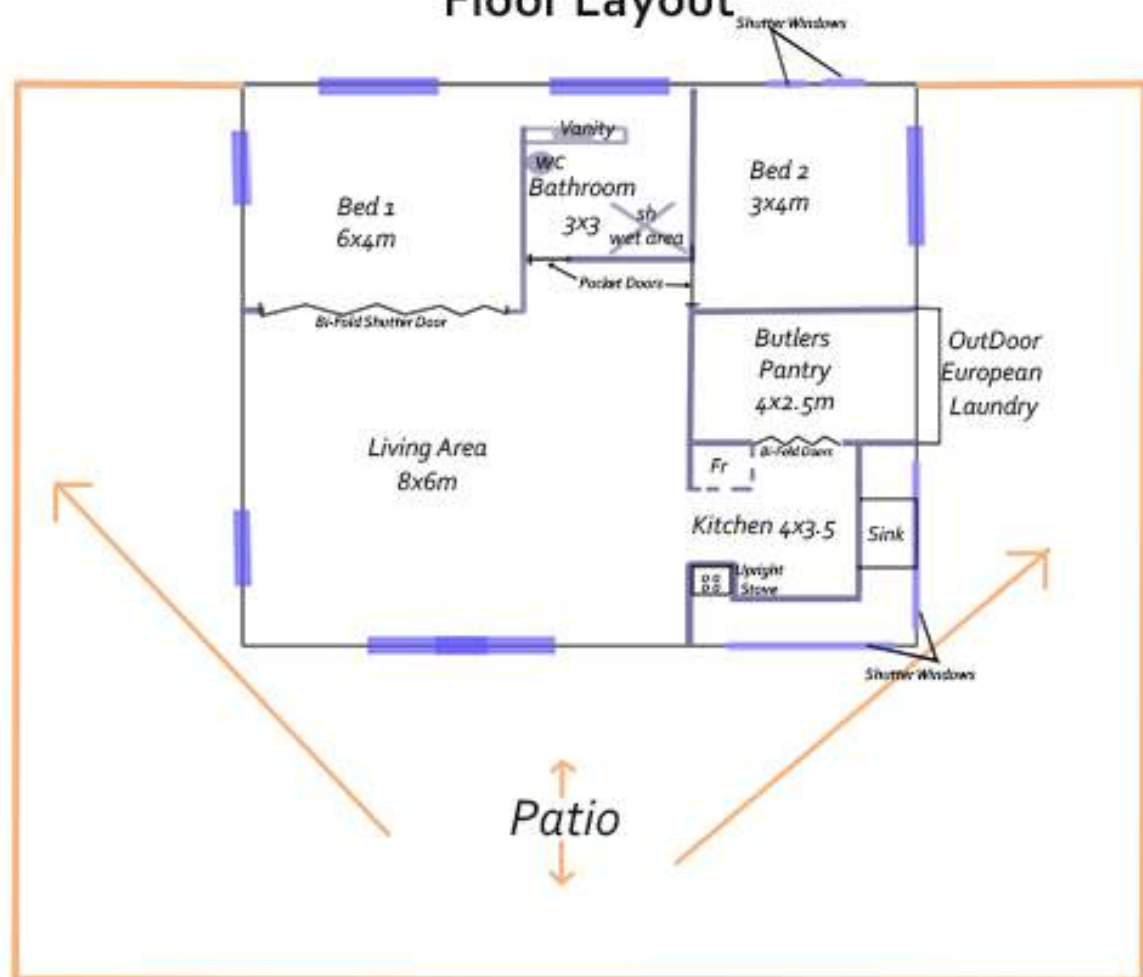 Floor Layout
Shutter Windows
Vanity
WC
Bathroom
3x3
sh
wet area
Bed 1
6x4m
Bed 2
3x4m
Pocket Doors
Bi-Fold Shutter Door
Butlers
Pantry
4x2.5m
OutDoor
European
Laundry
Living Area
8x6m
Bi-Fold Doors
Fr
Kitchen 4x3.5
Sink
Upright
Stove
Shutter Windows
Patio